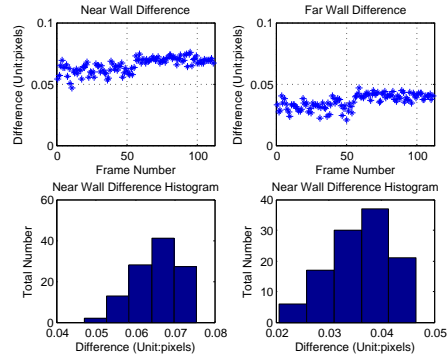 Near Wall Difference
Far Wall Difference
0.1
0.05
0
Difference (Unit:pixels)
0 50 100
Frame Number
0.1
0.05
0
Difference (Unit:pixels)
0 50 100
Frame Number
Near Wall Difference Histogram
Near Wall Difference Histogram
60
40
20
0
Total Number
0.04 0.05 0.06 0.07 0.08
Difference (Unit:pixels)
40
30
20
10
0
Total Number
0.02 0.03 0.04 0.05
Difference (Unit:pixels)